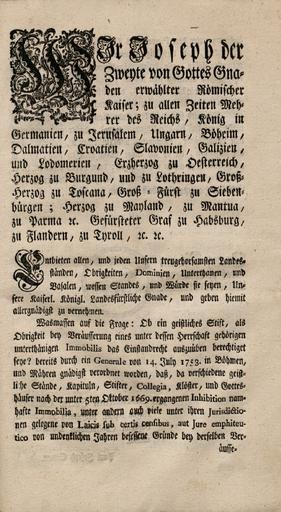 WIr Joseph der
Zweyte von Gottes Gna-
den erwählter Römischer
Kaiser; zu allen Zeiten Meh-
rer des Reichs, König in
Germanien, zu Jerusalem, Ungarn, Böheim,
Dalmatien, Croatien, Slavonien, Galizien,
und Lodomerien, Erzherzog zu Oesterreich,
Herzog zu Burgund, und zu Lothringen, Groß-
Herzog zu Toscana, Groß-Fürst zu Sieben-
bürgen; Herzog zu Mayland, zu Mantua,
zu Parma ꝛc. Gefürsteter Graf zu Habsburg,
zu Flandern, zu Tyroll, ꝛc. ꝛc.
Entbieten allen, und jeden Unsern treugehorsamsten Landes-
ständen, Obrigkeiten, Dominien, Unterthanen, und
Vasalen, wessen Standes, und Würde sie seyen, Un-
sere Kaiserl. Königl. Landesfürstliche Gnade, und geben hiemit
allergnädigst zu vernehmen.
Wasmassen auf die Frage: Ob ein geistliches Stift, als
Obrigkeit bey Veräusserung eines unter dessen Herrschaft gehörigen
unterthänigen Immobilis das Einstandrecht auszuüben berechtiget
seye? bereits durch ein Generale von 14. July 1753. in Böhmen,
und Mähren gnädigst verordnet worden, daß, da verschiedene geist-
liche Stände, Kapituln, Stifter, Collegia, Klöster, und Gottes-
häuser nach der unter 5ten Oktober 1669. ergangenen Inhibition nam-
hafte Immobilia, unter andern auch viele unter ihren Jurisdictio-
nen gelegene von Laicis sub certis censibus, aut Jure emphiteu-
tico von undenklichen Jahren besessene Gründe bey derselben Ver-
äusse-